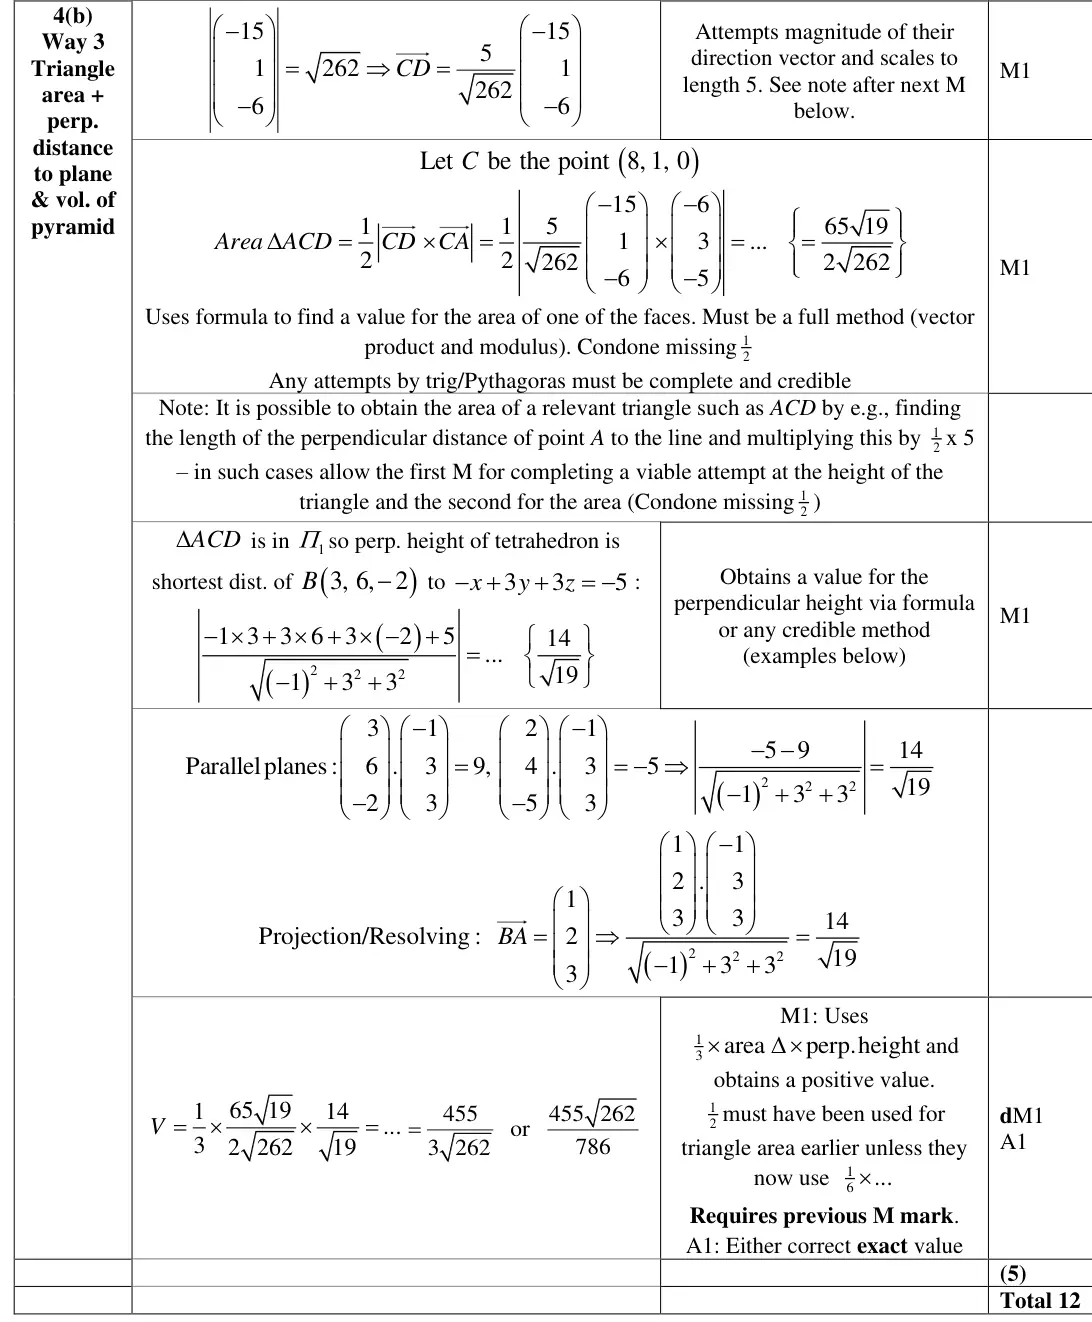 4(b)
Way 3
Triangle
area +
perp.
distance
to plane
& vol. of
pyramid
|(−15, 1, −6)| = √262 ⇒ CD⃗ = 5/√262 (−15, 1, −6)
Attempts magnitude of their
direction vector and scales to
length 5. See note after next M
below.
M1
Let C be the point (8, 1, 0)
Area ΔACD = 1/2 |CD⃗ × CA⃗| = 1/2 |5/√262 (−15, 1, −6) × (−6, 3, −5)| = ... {= 65√19 / 2√262}
M1
Uses formula to find a value for the area of one of the faces. Must be a full method (vector
product and modulus). Condone missing 1/2
Any attempts by trig/Pythagoras must be complete and credible
Note: It is possible to obtain the area of a relevant triangle such as ACD by e.g., finding
the length of the perpendicular distance of point A to the line and multiplying this by 1/2 x 5
– in such cases allow the first M for completing a viable attempt at the height of the
triangle and the second for the area (Condone missing 1/2 )
ΔACD is in Π₁ so perp. height of tetrahedron is
shortest dist. of B(3, 6, −2) to −x + 3y + 3z = −5 :
|(−1×3 + 3×6 + 3×(−2) + 5) / √((−1)² + 3² + 3²)| = ... {14/√19}
Obtains a value for the
perpendicular height via formula
or any credible method
(examples below)
M1
Parallel planes : (3, 6, −2).(−1, 3, 3) = 9, (2, 4, −5).(−1, 3, 3) = −5 ⇒ |(−5 − 9) / √((−1)² + 3² + 3²)| = 14/√19
Projection/Resolving : BA⃗ = (1, 2, 3) ⇒ (1, 2, 3).(−1, 3, 3) / √((−1)² + 3² + 3²) = 14/√19
V = 1/3 × 65√19 / 2√262 × 14/√19 = ... = 455 / 3√262 or 455√262 / 786
M1: Uses
1/3 × area Δ × perp.height and
obtains a positive value.
1/2 must have been used for
triangle area earlier unless they
now use 1/6 × ...
Requires previous M mark.
A1: Either correct exact value
dM1
A1
(5)
Total 12